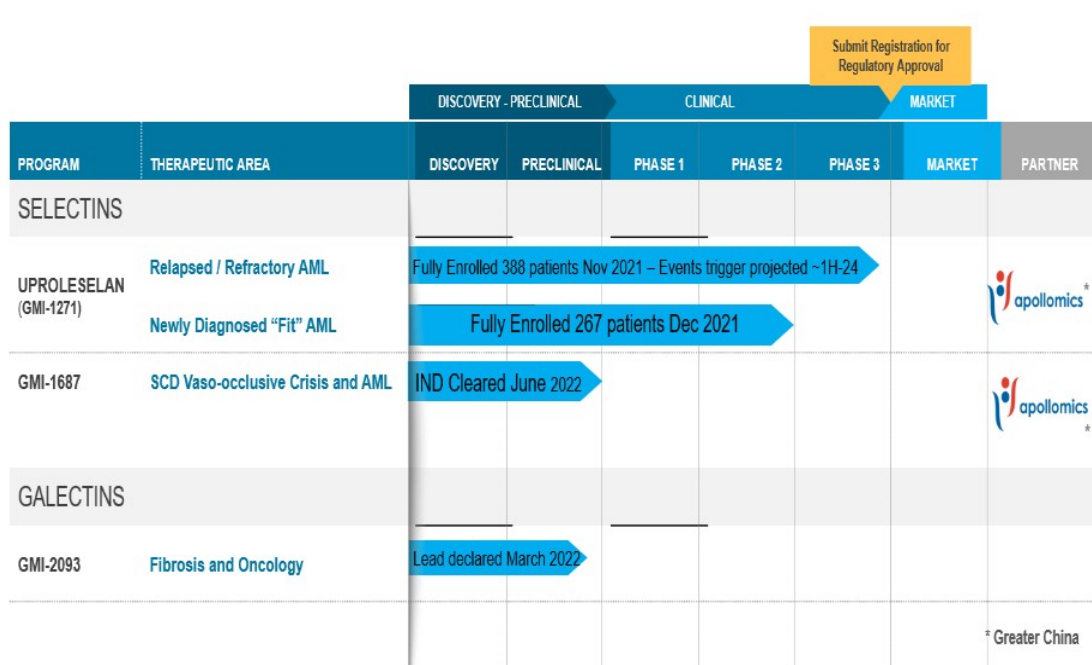 Submit Registration for
Regulatory Approval
DISCOVERY - PRECLINICAL CLINICAL MARKET
PROGRAM THERAPEUTIC AREA DISCOVERY PRECLINICAL PHASE 1 PHASE 2 PHASE 3 MARKET PARTNER
SELECTINS
UPROLESELAN
(GMI-1271)
Relapsed / Refractory AML
Fully Enrolled 388 patients Nov 2021 – Events trigger projected ~1H-24
Newly Diagnosed “Fit” AML
Fully Enrolled 267 patients Dec 2021
apollomics*
GMI-1687 SCD Vaso-occlusive Crisis and AML IND Cleared June 2022
apollomics
*
GALECTINS
GMI-2093 Fibrosis and Oncology Lead declared March 2022
* Greater China